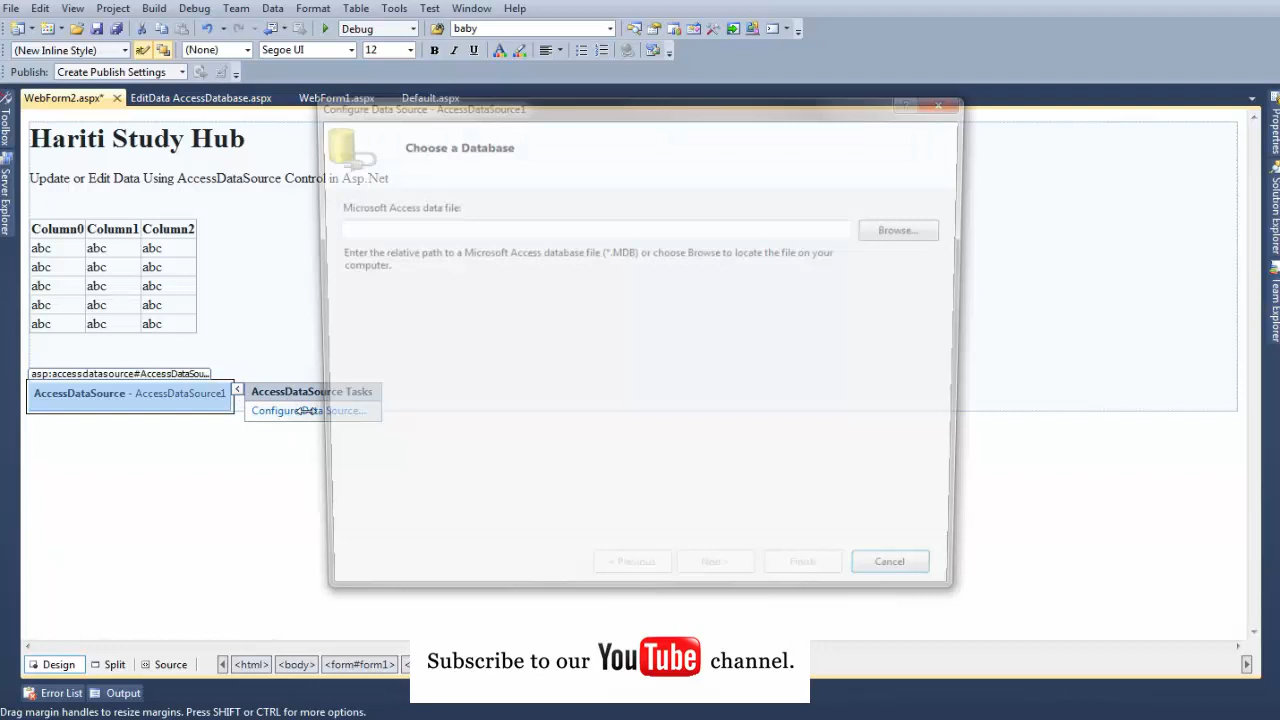 File Edit View Project Build Debug Team Data Format Table Tools Test Window Help
Debug baby
(New Inline Style) (None) Segoe UI 12 B I U
Publish: Create Publish Settings
WebForm2.aspx* EditData AccessDatabase.aspx WebForm1.aspx Default.aspx
Configure Data Source - AccessDataSource1
Toolbox
Server Explorer
Properties
Solution Explorer
Team Explorer
Hariti Study Hub
Choose a Database
Update or Edit Data Using AccessDataSource Control in Asp.Net
Microsoft Access data file:
Browse...
Enter the relative path to a Microsoft Access database file (*.MDB) or choose Browse to locate the file on your
computer.
Column0 Column1 Column2
abc abc abc
abc abc abc
abc abc abc
abc abc abc
abc abc abc
asp:accessdatasource#AccessDataSou...
AccessDataSource - AccessDataSource1
AccessDataSource Tasks
Configure Data Source...
< Previous Next > Finish Cancel
Subscribe to our YouTube channel.
Design Split Source <html> <body> <form#form1>
Error List Output
Drag margin handles to resize margins. Press SHIFT or CTRL for more options.